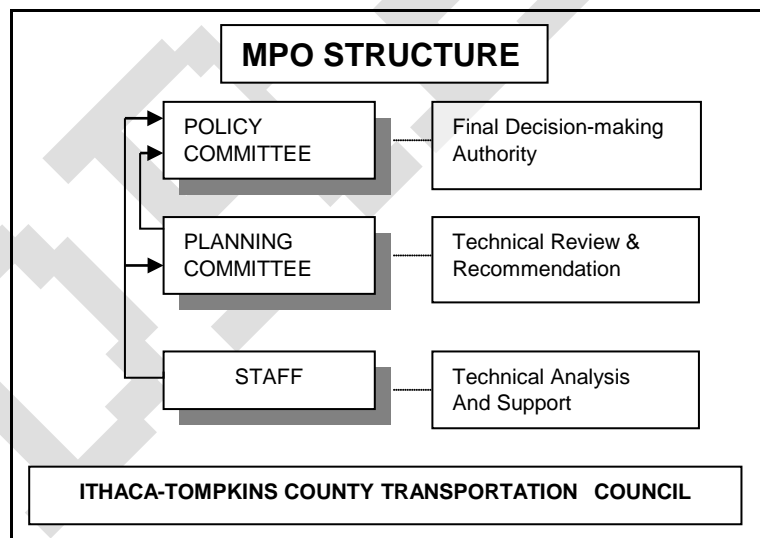 MPO STRUCTURE
POLICY
COMMITTEE
Final Decision-making
Authority
PLANNING
COMMITTEE
Technical Review &
Recommendation
STAFF
Technical Analysis
And Support
ITHACA-TOMPKINS COUNTY TRANSPORTATION COUNCIL